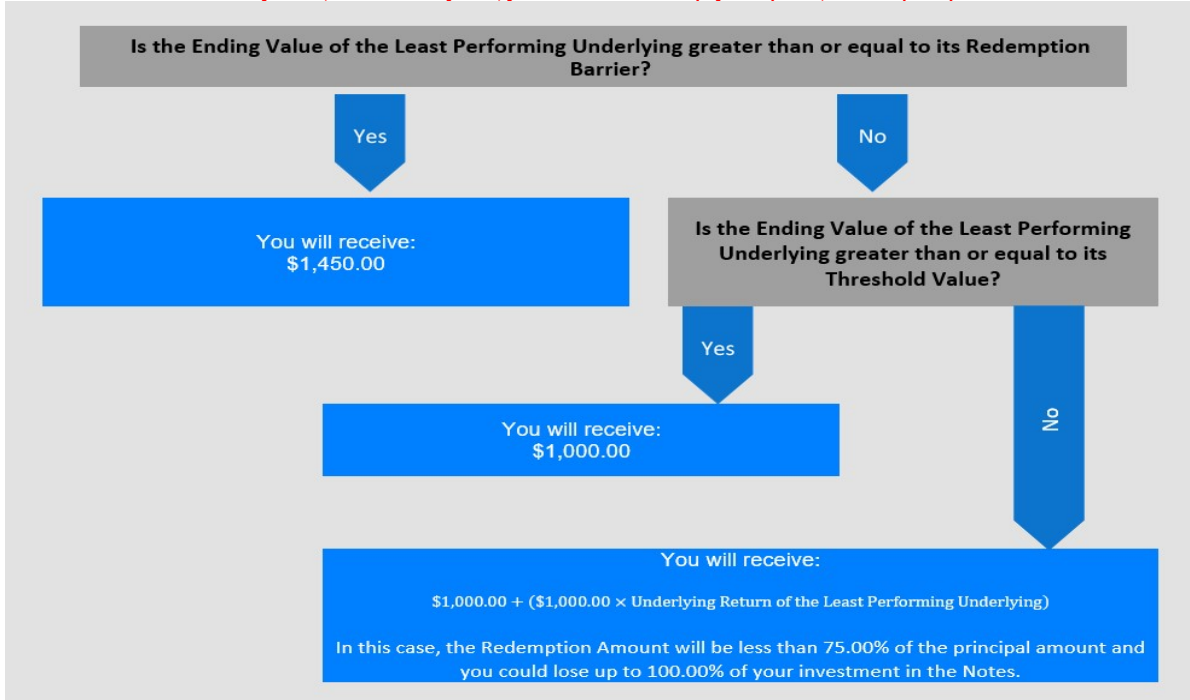 Is the Ending Value of the Least Performing Underlying greater than or equal to its Redemption
Barrier?
Yes
No
You will receive:
$1,450.00
Is the Ending Value of the Least Performing
Underlying greater than or equal to its
Threshold Value?
Yes
No
You will receive:
$1,000.00
You will receive:
$1,000.00 + ($1,000.00 × Underlying Return of the Least Performing Underlying)
In this case, the Redemption Amount will be less than 75.00% of the principal amount and
you could lose up to 100.00% of your investment in the Notes.